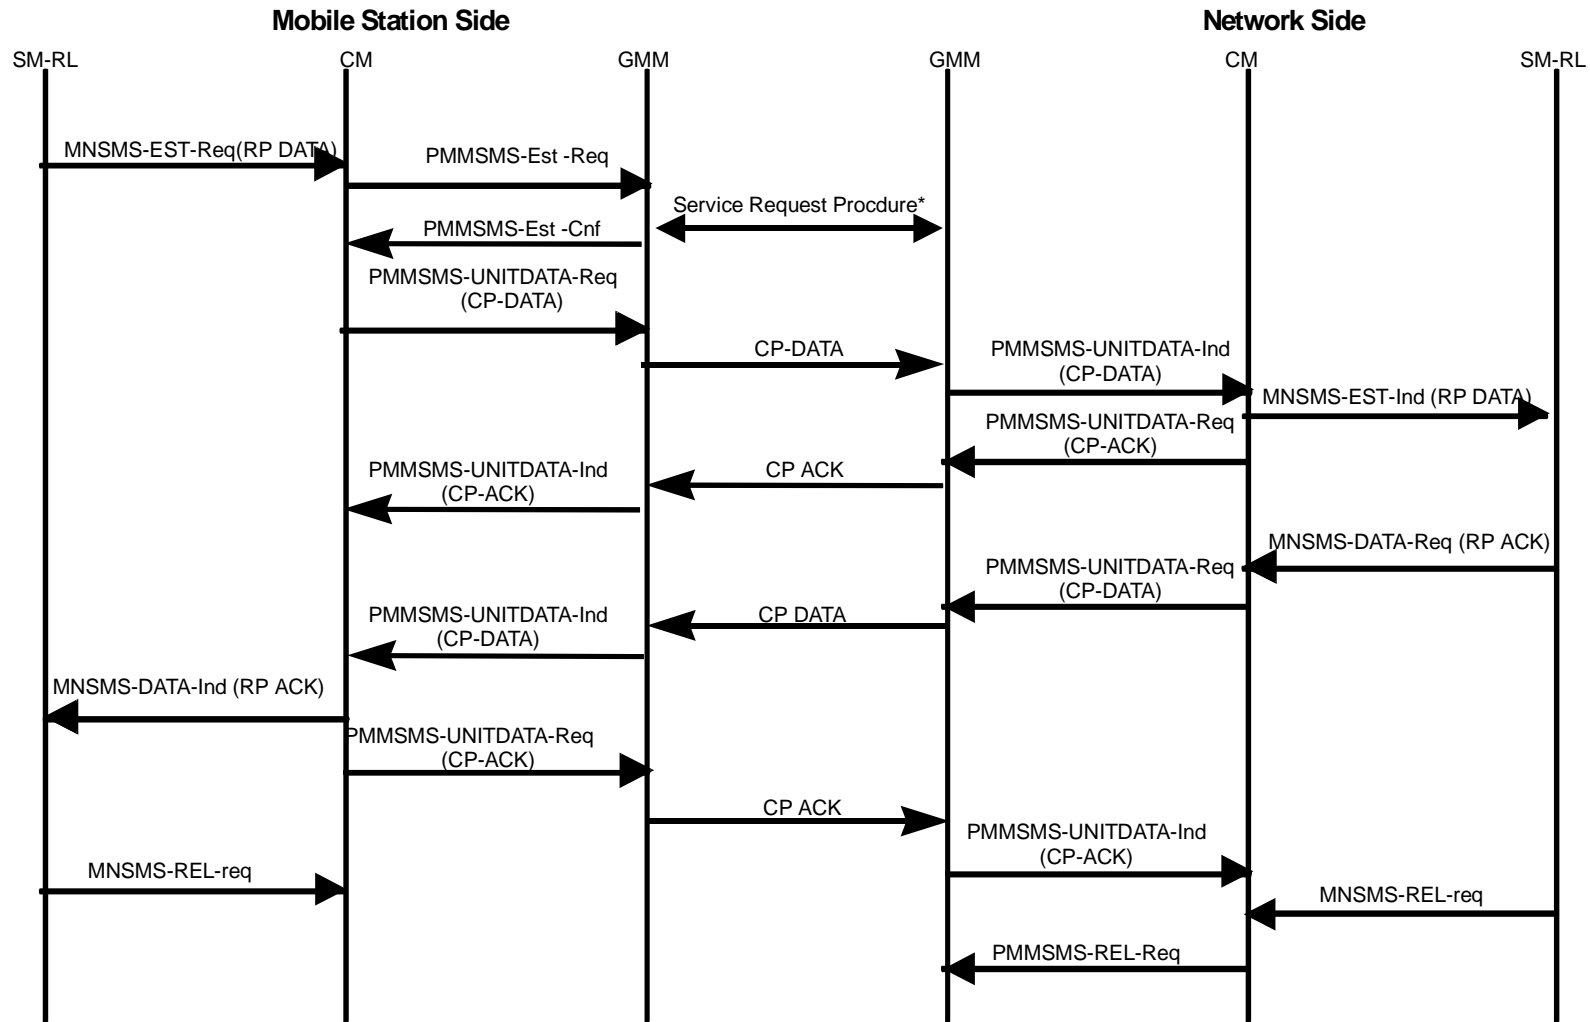 Mobile Station Side
Network Side
SM-RL
CM
GMM
GMM
CM
SM-RL
MNSMS-EST-Req(RP DATA)
PMMSMS-Est -Req
Service Request Procdure*
PMMSMS-Est -Cnf
PMMSMS-UNITDATA-Req
(CP-DATA)
CP-DATA
PMMSMS-UNITDATA-Ind
(CP-DATA)
MNSMS-EST-Ind (RP DATA)
PMMSMS-UNITDATA-Req
(CP-ACK)
CP ACK
PMMSMS-UNITDATA-Ind
(CP-ACK)
MNSMS-DATA-Req (RP ACK)
PMMSMS-UNITDATA-Req
(CP-DATA)
CP DATA
PMMSMS-UNITDATA-Ind
(CP-DATA)
MNSMS-DATA-Ind (RP ACK)
PMMSMS-UNITDATA-Req
(CP-ACK)
CP ACK
PMMSMS-UNITDATA-Ind
(CP-ACK)
MNSMS-REL-req
MNSMS-REL-req
PMMSMS-REL-Req